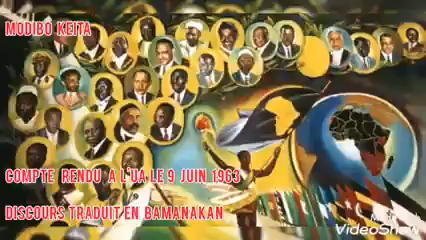 MODIBO KEITA
COMPTE RENDU A L'UA LE 9 JUIN 1963
DISCOURS TRADUIT EN BAMANAKAN
VideoShow